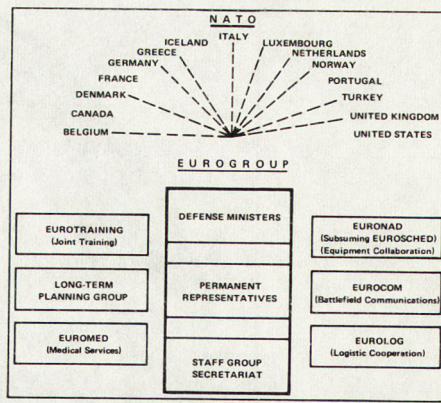 NATO
ITALY
ICELAND
LUXEMBOURG
GREECE
NETHERLANDS
GERMANY
NORWAY
FRANCE
PORTUGAL
DENMARK
TURKEY
CANADA
UNITED KINGDOM
BELGIUM
UNITED STATES
EUROGROUP
DEFENSE MINISTERS
PERMANENT
REPRESENTATIVES
STAFF GROUP
SECRETARIAT
EUROTRAINING
(Joint Training)
LONG-TERM
PLANNING GROUP
EUROMED
(Medical Services)
EURONAD
(Subsuming EUROSCHED)
(Equipment Collaboration)
EUROCOM
(Battlefield Communications)
EUROLOG
(Logistic Cooperation)